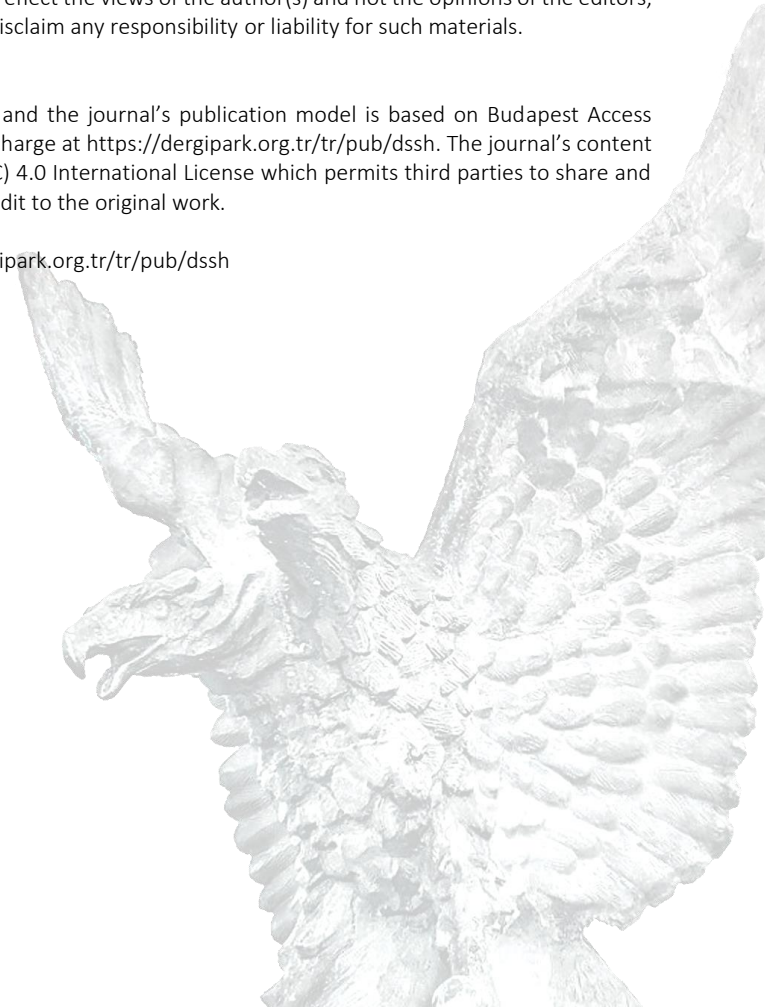 eflect the views of the author(s) and not the opinions of the editors,
isclaim any responsibility or liability for such materials.
and the journal's publication model is based on Budapest Access
harge at https://dergipark.org.tr/tr/pub/dssh. The journal's content
C) 4.0 International License which permits third parties to share and
dit to the original work.
ipark.org.tr/tr/pub/dssh